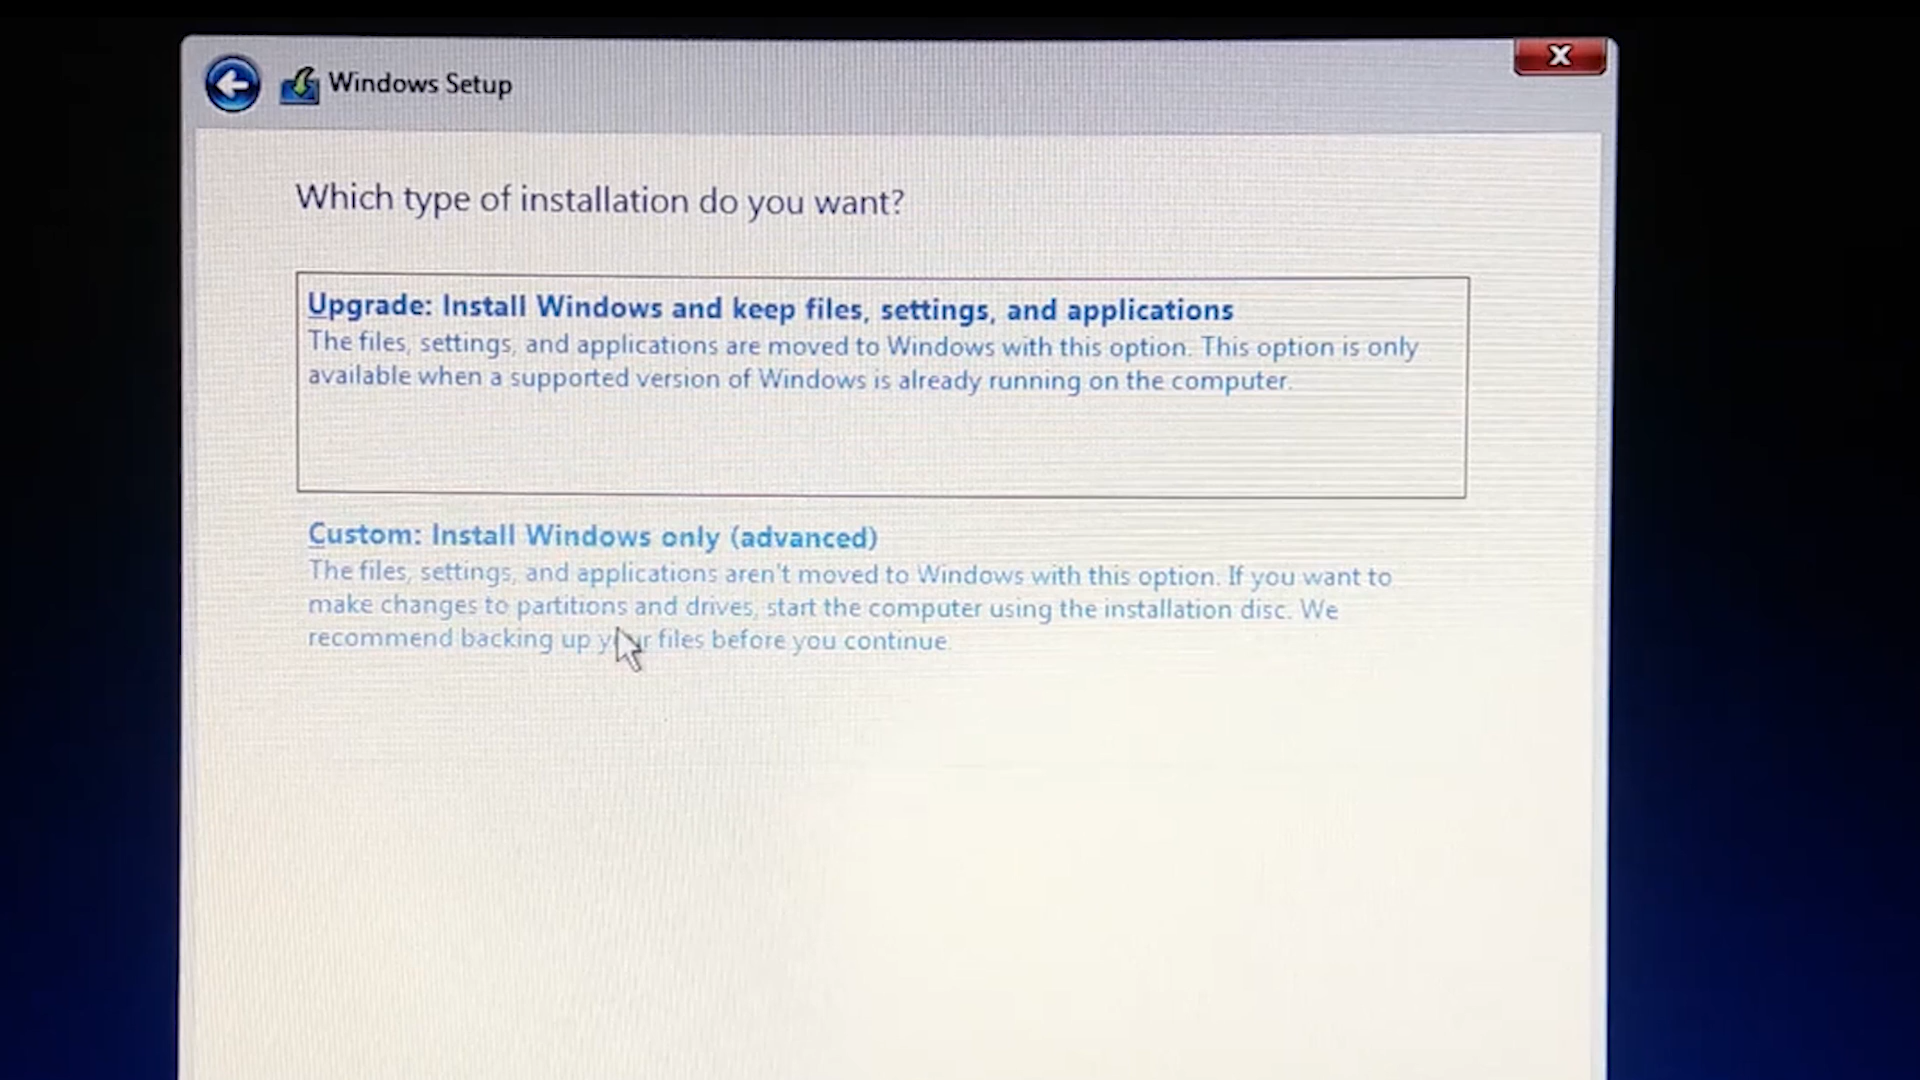 Windows Setup
X
Which type of installation do you want?
Upgrade: Install Windows and keep files, settings, and applications
The files, settings, and applications are moved to Windows with this option. This option is only
available when a supported version of Windows is already running on the computer.
Custom: Install Windows only (advanced)
The files, settings, and applications aren't moved to Windows with this option. If you want to
make changes to partitions and drives, start the computer using the installation disc. We
recommend backing up your files before you continue.